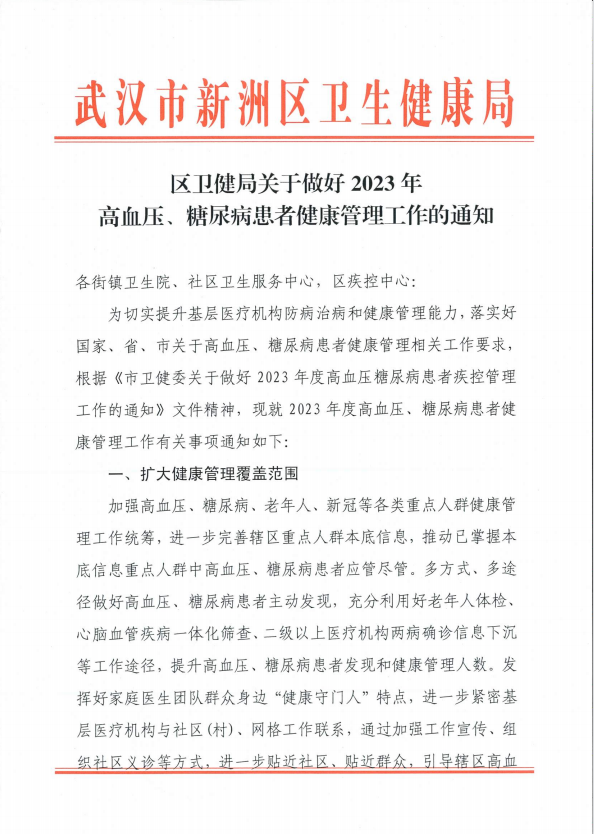 武汉市新洲区卫生健康局
区卫健局关于做好 2023 年
高血压、糖尿病患者健康管理工作的通知
各街镇卫生院、社区卫生服务中心，区疾控中心：
为切实提升基层医疗机构防病治病和健康管理能力，落实好
国家、省、市关于高血压、糖尿病患者健康管理相关工作要求，
根据《市卫健委关于做好 2023 年度高血压糖尿病患者疾控管理
工作的通知》文件精神，现就 2023 年度高血压、糖尿病患者健
康管理工作有关事项通知如下：
一、扩大健康管理覆盖范围
加强高血压、糖尿病、老年人、新冠等各类重点人群健康管
理工作统筹，进一步完善辖区重点人群本底信息，推动已掌握本
底信息重点人群中高血压、糖尿病患者应管尽管。多方式、多途
径做好高血压、糖尿病患者主动发现，充分利用好老年人体检、
心脑血管疾病一体化筛查、二级以上医疗机构两病确诊信息下沉
等工作途径，提升高血压、糖尿病患者发现和健康管理人数。发
挥好家庭医生团队群众身边“健康守门人”特点，进一步紧密基
层医疗机构与社区(村)、网格工作联系，通过加强工作宣传、组
织社区义诊等方式，进一步贴近社区、贴近群众，引导辖区高血